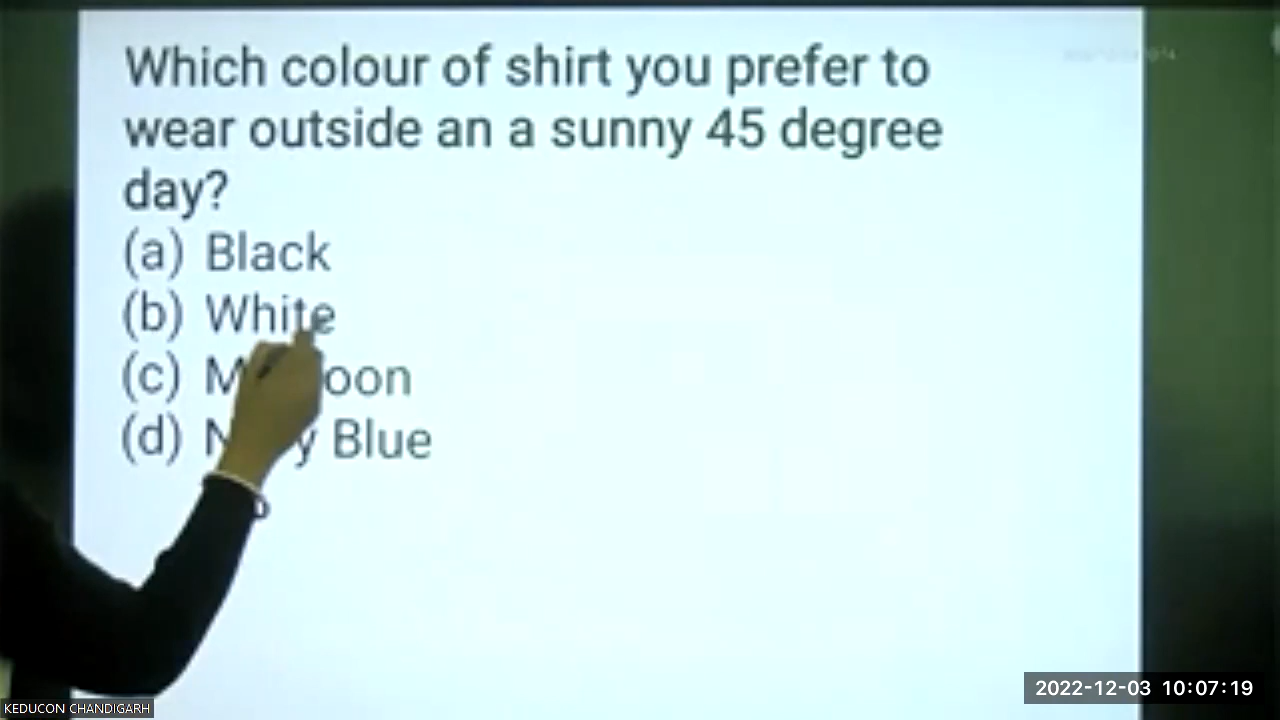 Which colour of shirt you prefer to
wear outside an a sunny 45 degree
day?
(a) Black
(b) White
(c) M oon
(d) N y Blue
2022-12-03 10:07:19
KEDUCON CHANDIGARH